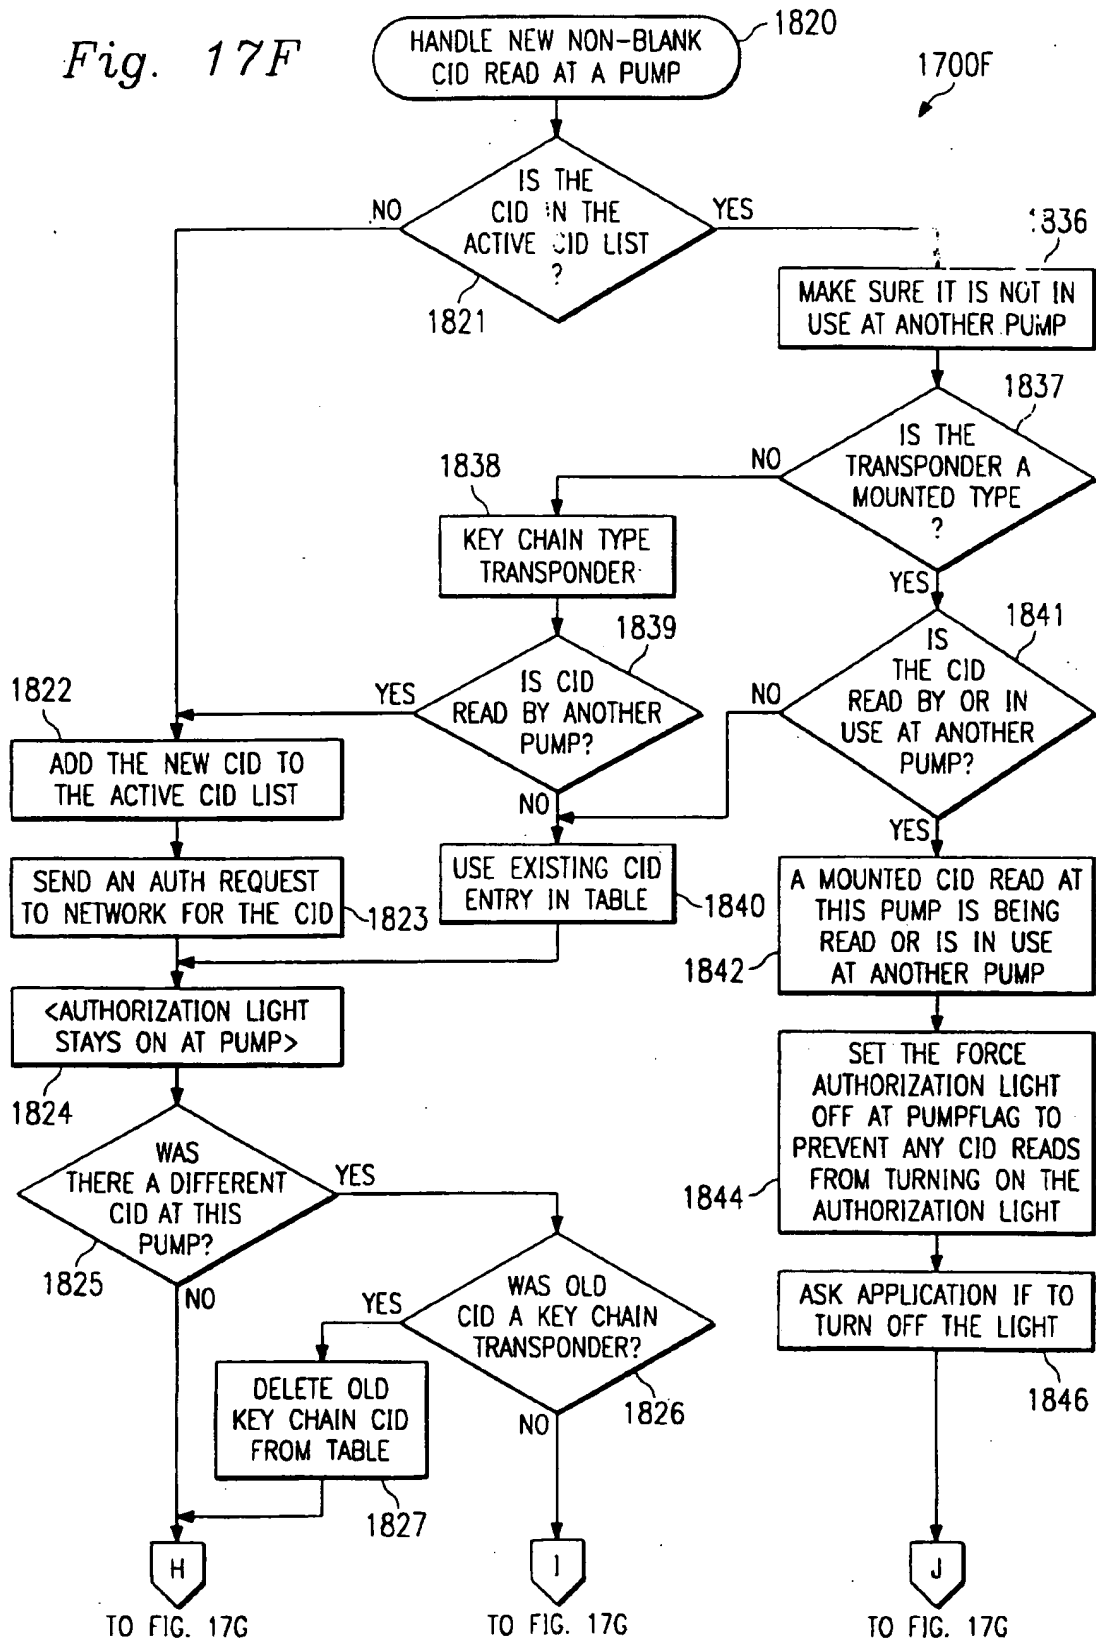 Fig. 17F
HANDLE NEW NON-BLANK
CID READ AT A PUMP
1820
1700F
IS THE
CID IN THE
ACTIVE CID LIST
?
NO
YES
1821
1836
MAKE SURE IT IS NOT IN
USE AT ANOTHER PUMP
1837
IS THE
TRANSPONDER A
MOUNTED TYPE
?
NO
YES
1838
KEY CHAIN TYPE
TRANSPONDER
1839
IS CID
READ BY ANOTHER
PUMP?
YES
NO
1841
IS
THE CID
READ BY OR IN
USE AT ANOTHER
PUMP?
NO
YES
1822
ADD THE NEW CID TO
THE ACTIVE CID LIST
SEND AN AUTH REQUEST
TO NETWORK FOR THE CID
1823
USE EXISTING CID
ENTRY IN TABLE
1840
A MOUNTED CID READ AT
THIS PUMP IS BEING
READ OR IS IN USE
AT ANOTHER PUMP
1842
<AUTHORIZATION LIGHT
STAYS ON AT PUMP>
1824
SET THE FORCE
AUTHORIZATION LIGHT
OFF AT PUMPFLAG TO
PREVENT ANY CID READS
FROM TURNING ON THE
AUTHORIZATION LIGHT
1844
WAS
THERE A DIFFERENT
CID AT THIS
PUMP?
YES
1825
NO
WAS OLD
CID A KEY CHAIN
TRANSPONDER?
YES
1826
NO
ASK APPLICATION IF TO
TURN OFF THE LIGHT
1846
DELETE OLD
KEY CHAIN CID
FROM TABLE
1827
H
I
J
TO FIG. 17G
TO FIG. 17G
TO FIG. 17G